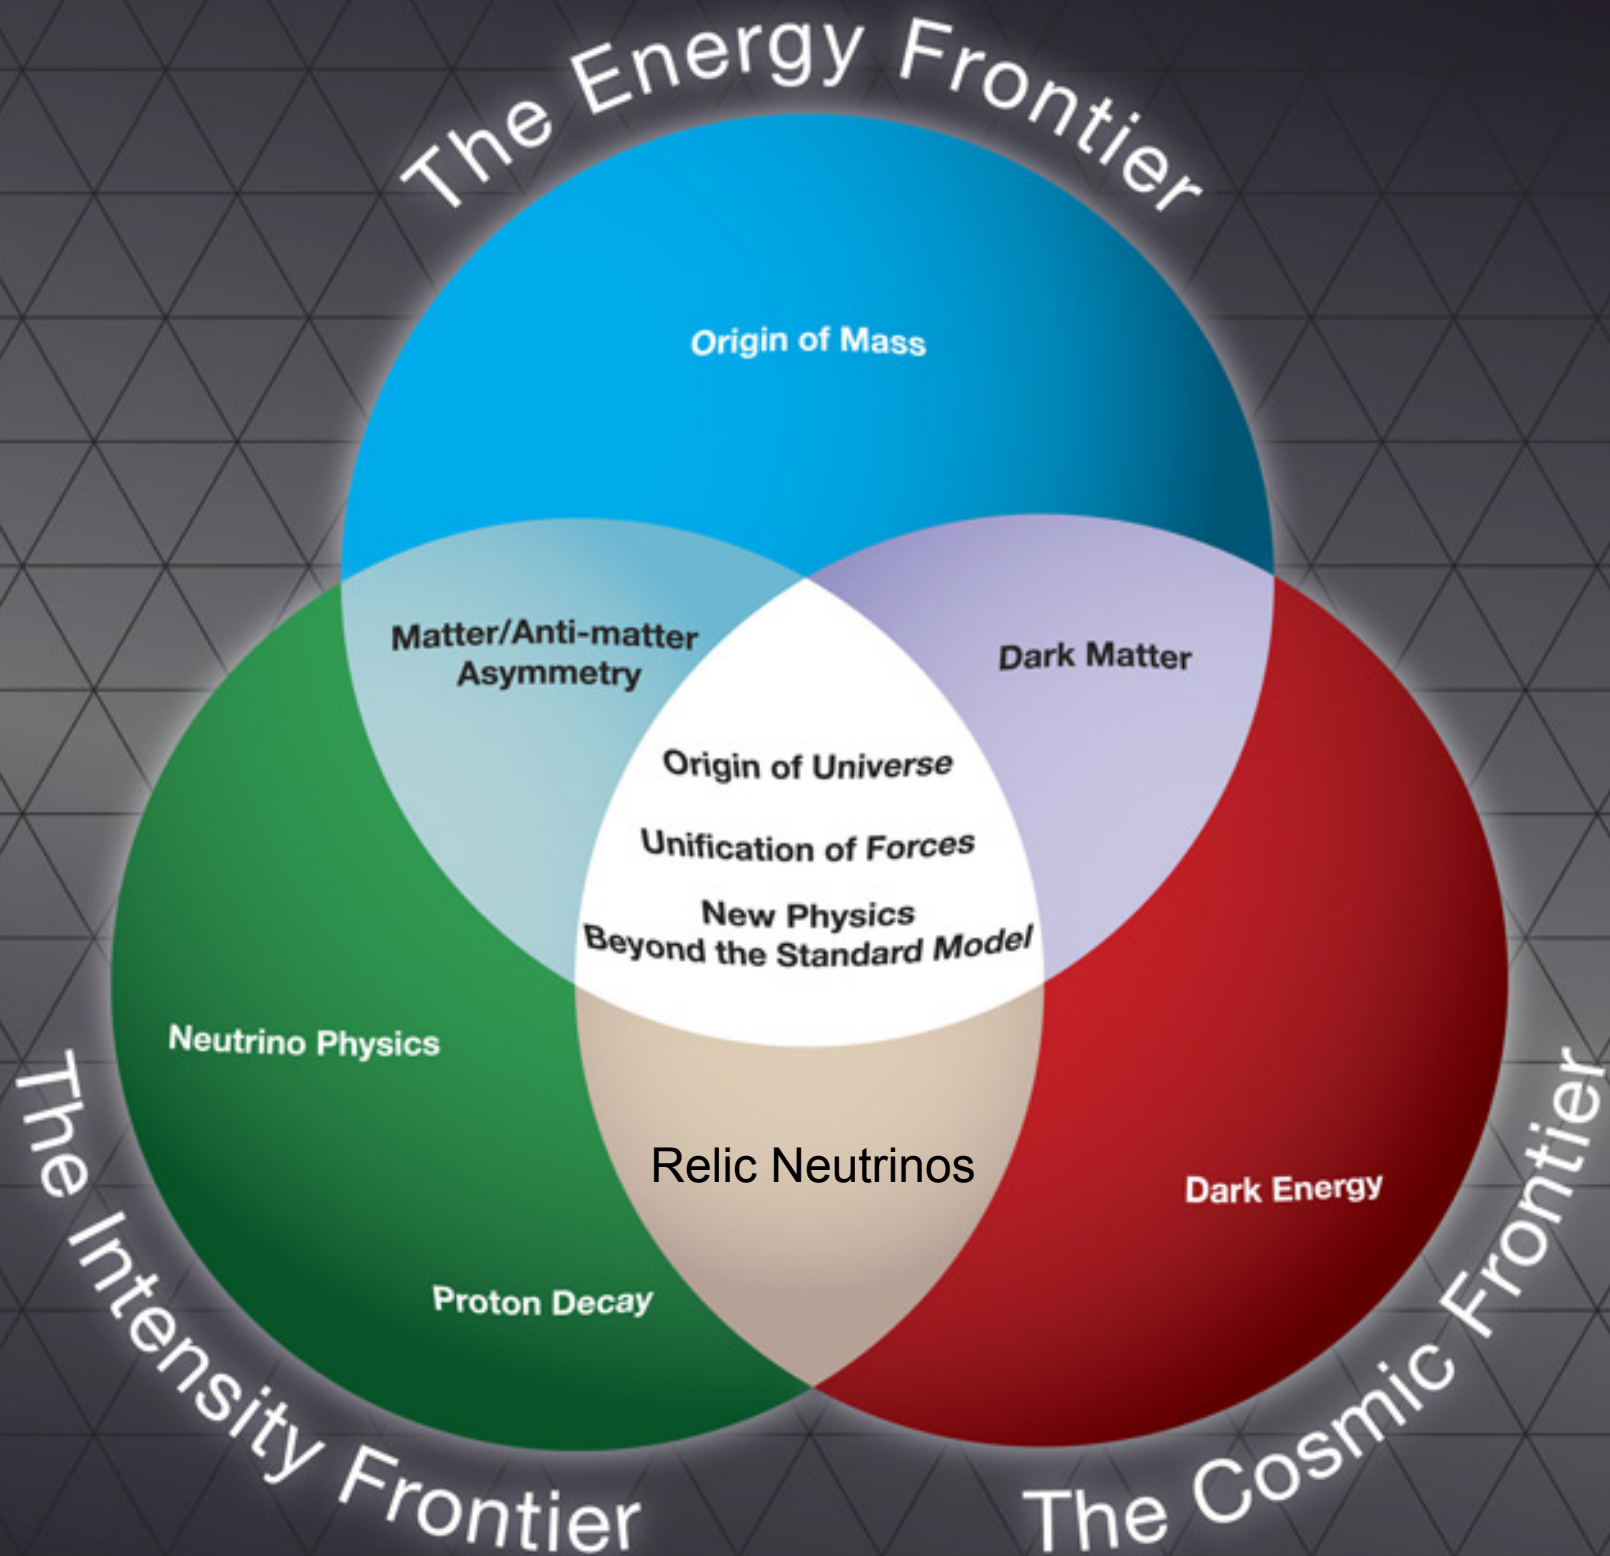 The Energy Frontier
Origin of Mass
Matter/Anti-matter
Asymmetry
Dark Matter
Origin of Universe
Unification of Forces
New Physics
Beyond the Standard Model
Neutrino Physics
Relic Neutrinos
Dark Energy
Proton Decay
The Intensity Frontier
The Cosmic Frontier